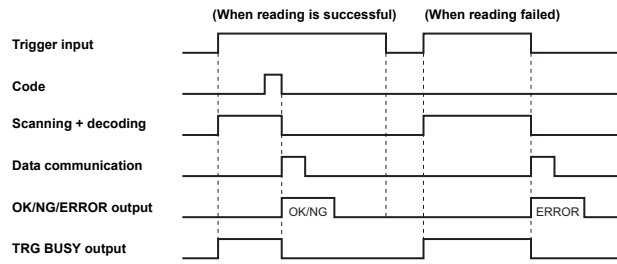 (When reading is successful) (When reading failed)
Trigger input
Code
Scanning + decoding
Data communication
OK/NG/ERROR output
OK/NG
ERROR
TRG BUSY output